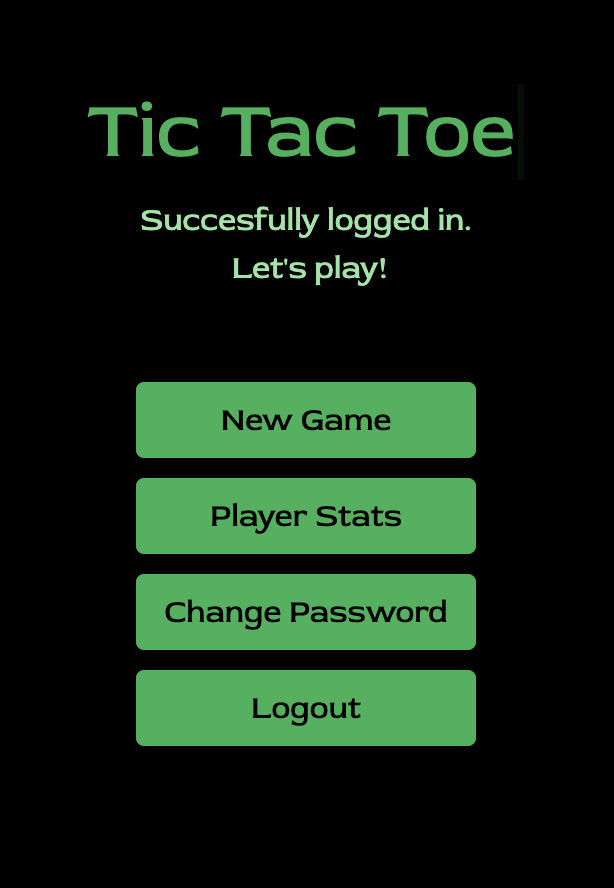 Tic Tac Toe
Succesfully logged in.
Let's play!
New Game
Player Stats
Change Password
Logout